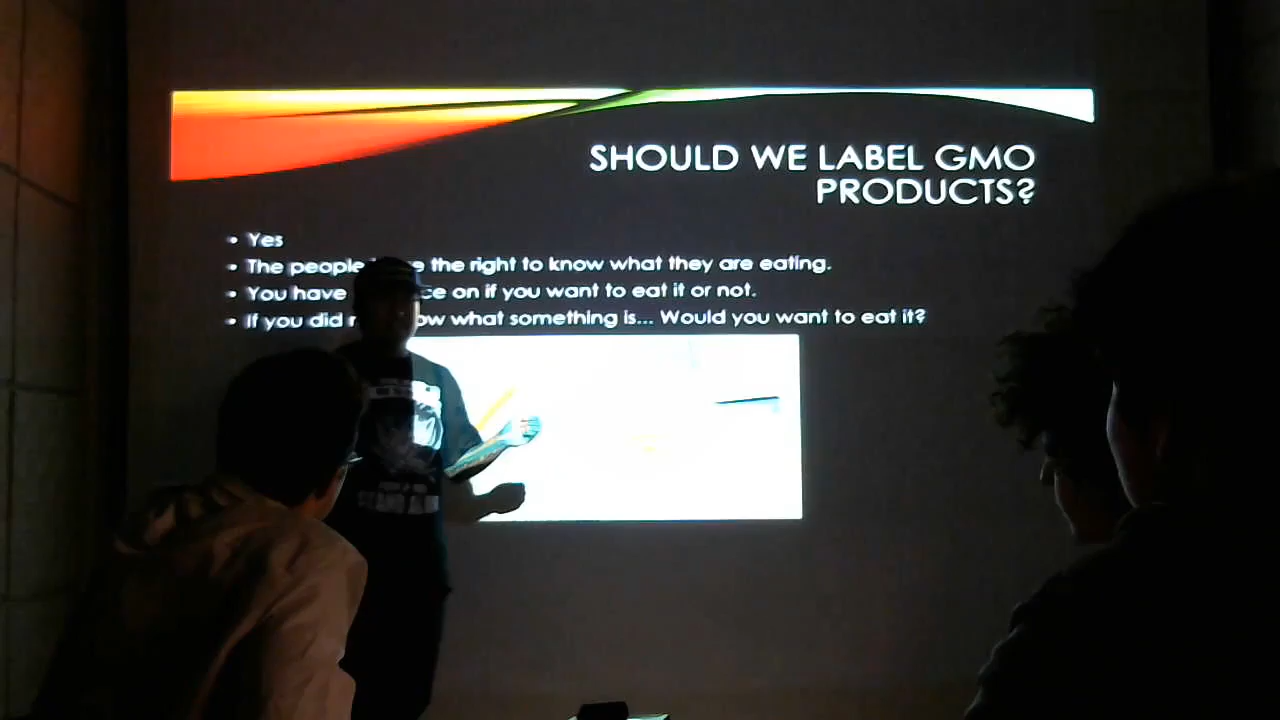 SHOULD WE LABEL GMO
PRODUCTS?
• Yes
• The people the right to know what they are eating.
• You have on if you want to eat it or not.
• If you did what something is... Would you want to eat it?